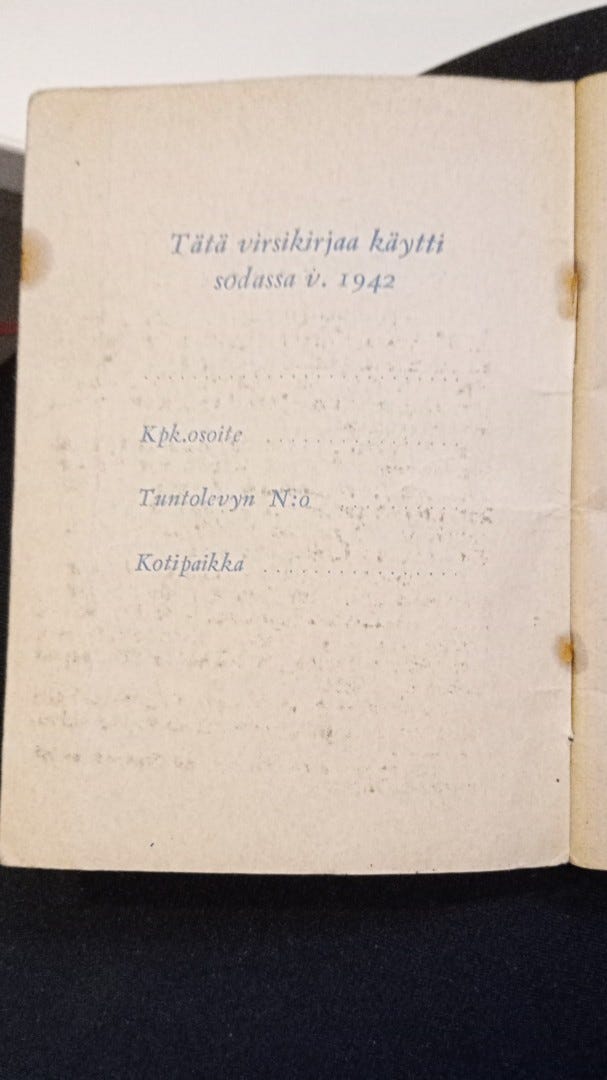 Tätä virsikirjaa käytti
sodassa v. 1942
........................
Kpk.osoite ................
Tuntolevyn N:o ............
Kotipaikka ................